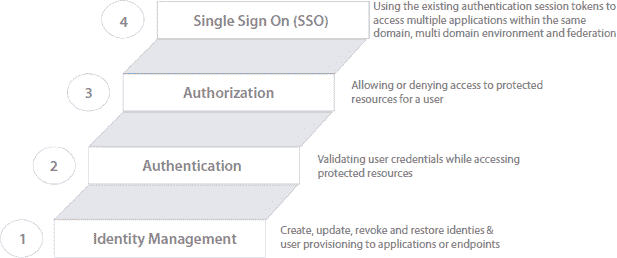 4
Single Sign On (SSO)
Using the existing authentication session tokens to
access multiple applications within the same
domain, multi domain environment and federation
3
Authorization
Allowing or denying access to protected
resources for a user
2
Authentication
Validating user credentials while accessing
protected resources
1
Identity Management
Create, update, revoke and restore identies &
user provisioning to applications or endpoints